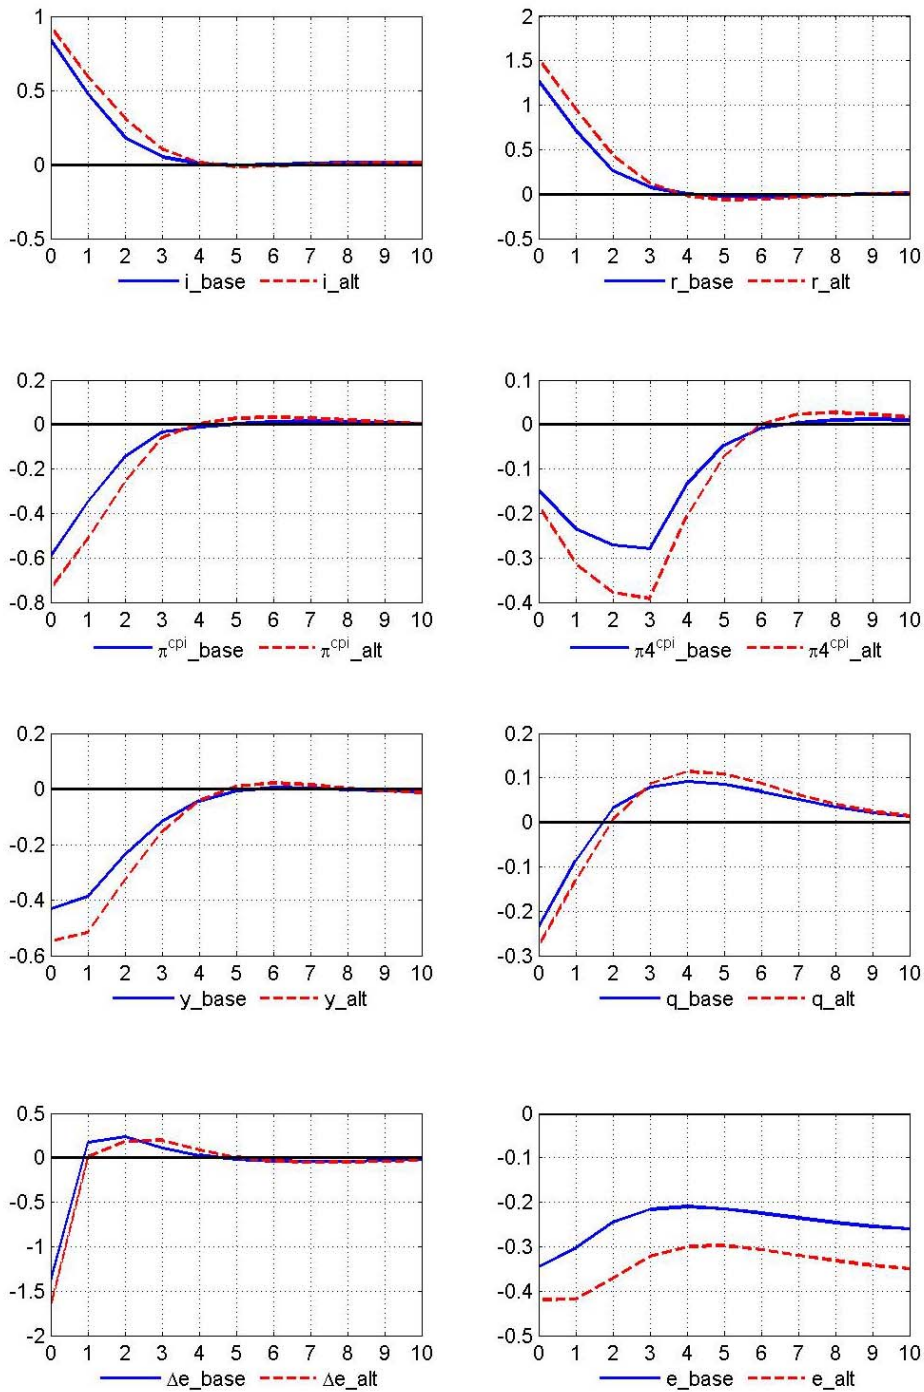 1
0.5
0
-0.5
0 1 2 3 4 5 6 7 8 9 10
i_base i_alt
2
1.5
1
0.5
0
-0.5
0 1 2 3 4 5 6 7 8 9 10
r_base r_alt
0.2
0
-0.2
-0.4
-0.6
-0.8
0 1 2 3 4 5 6 7 8 9 10
π^cpi_base π^cpi_alt
0.1
0
-0.1
-0.2
-0.3
-0.4
0 1 2 3 4 5 6 7 8 9 10
π4^cpi_base π4^cpi_alt
0.2
0
-0.2
-0.4
-0.6
0 1 2 3 4 5 6 7 8 9 10
y_base y_alt
0.2
0.1
0
-0.1
-0.2
-0.3
0 1 2 3 4 5 6 7 8 9 10
q_base q_alt
0.5
0
-0.5
-1
-1.5
-2
0 1 2 3 4 5 6 7 8 9 10
Δe_base Δe_alt
0
-0.1
-0.2
-0.3
-0.4
-0.5
0 1 2 3 4 5 6 7 8 9 10
e_base e_alt